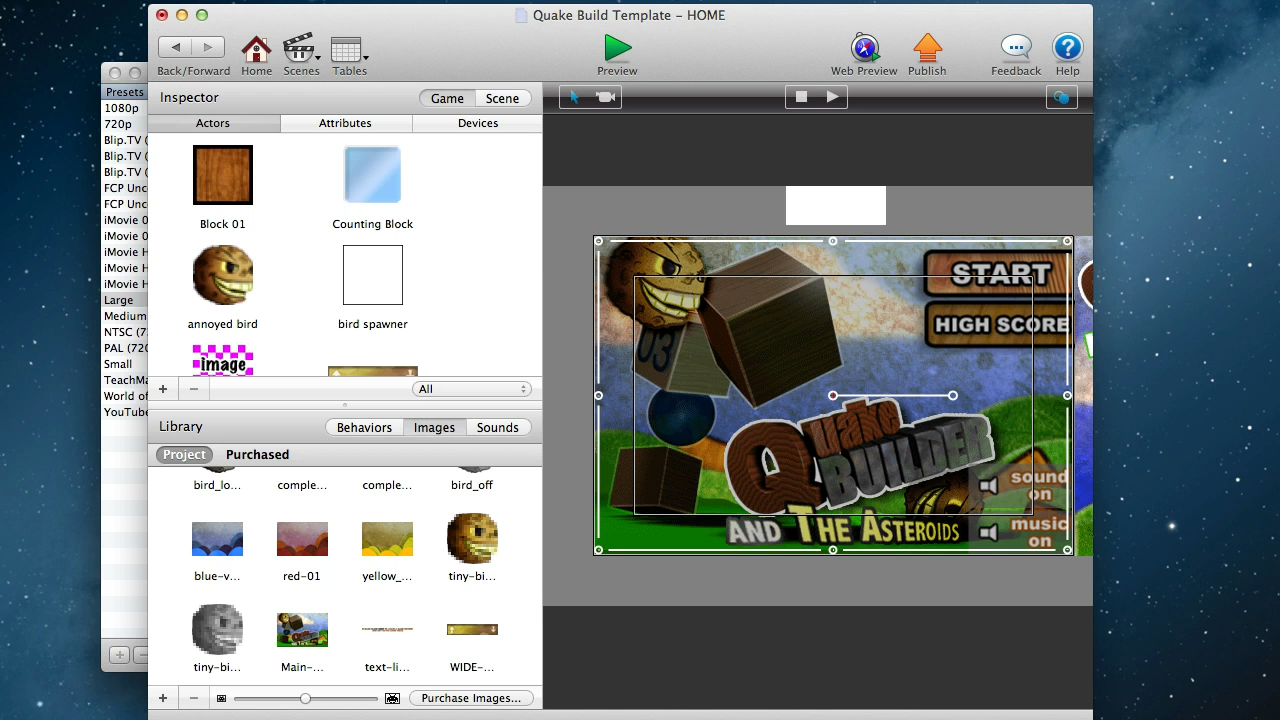 Quake Build Template – HOME
Back/Forward
Home
Scenes
Tables
Preview
Web Preview
Publish
Feedback
Help
Presets
1080p
720p
Blip.TV (
Blip.TV (
Blip.TV (
FCP Unc
FCP Unc
iMovie 0
iMovie 0
iMovie H
iMovie H
iMovie H
Large
Medium
NTSC (7
PAL (720
Small
TeachMa
World of
YouTube
Inspector
Game
Scene
Actors
Attributes
Devices
Block 01
Counting Block
annoyed bird
bird spawner
image
All
Library
Behaviors
Images
Sounds
Project
Purchased
bird_lo...
comple...
comple...
bird_off
blue-v...
red-01
yellow_...
tiny-bi...
tiny-bi...
Main-...
text-li...
WIDE-...
Purchase Images...
START
HIGH SCORE
03
Quake
BUILDER
AND THE ASTEROIDS
sound
on
music
on